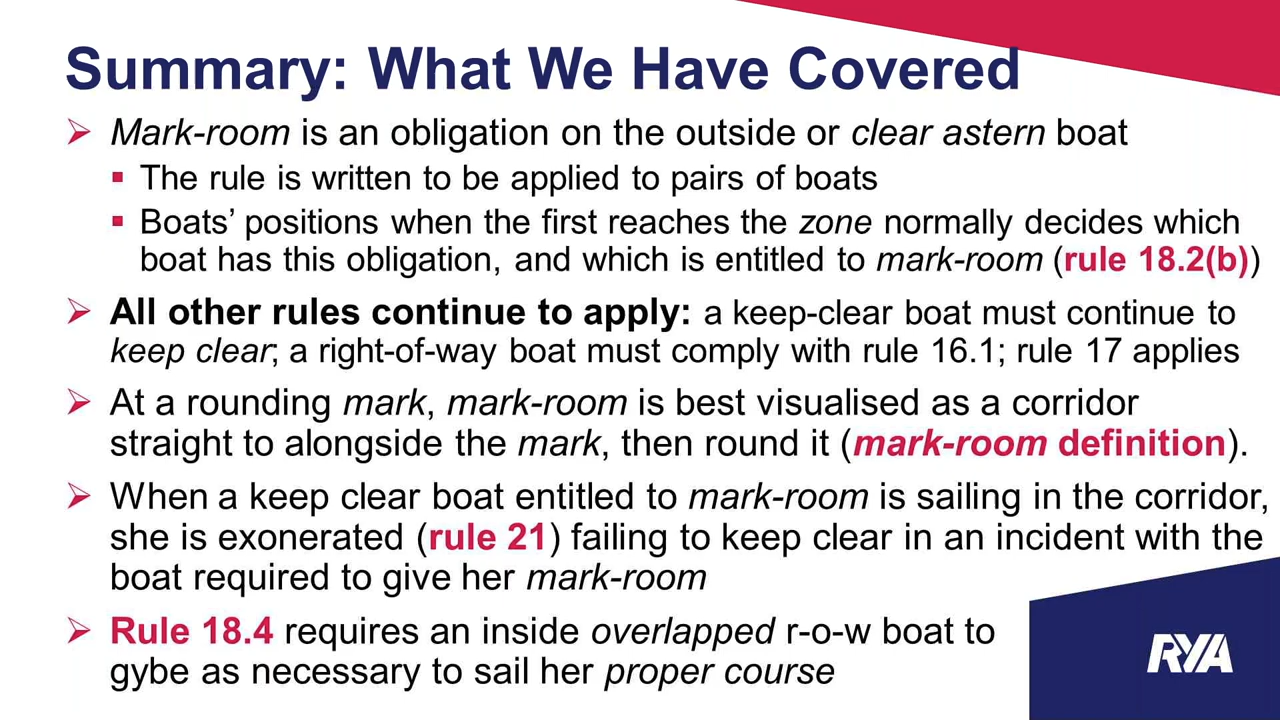 Summary: What We Have Covered
➢ Mark-room is an obligation on the outside or clear astern boat
▪ The rule is written to be applied to pairs of boats
▪ Boats’ positions when the first reaches the zone normally decides which
boat has this obligation, and which is entitled to mark-room (rule 18.2(b))
➢ All other rules continue to apply: a keep-clear boat must continue to
keep clear; a right-of-way boat must comply with rule 16.1; rule 17 applies
➢ At a rounding mark, mark-room is best visualised as a corridor
straight to alongside the mark, then round it (mark-room definition).
➢ When a keep clear boat entitled to mark-room is sailing in the corridor,
she is exonerated (rule 21) failing to keep clear in an incident with the
boat required to give her mark-room
➢ Rule 18.4 requires an inside overlapped r-o-w boat to
gybe as necessary to sail her proper course
RYA